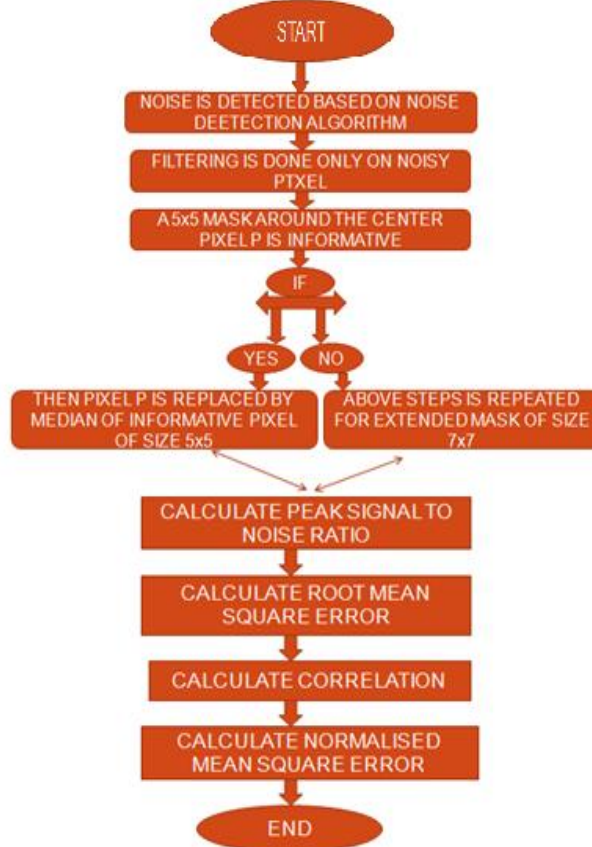 START
NOISE IS DETECTED BASED ON NOISE
DEETECTION ALGORITHM
FILTERING IS DONE ONLY ON NOISY
PTXEL
A 5x5 MASK AROUND THE CENTER
PIXEL P IS INFORMATIVE
IF
YES
NO
THEN PIXEL P IS REPLACED BY
MEDIAN OF INFORMATIVE PIXEL
OF SIZE 5x5
ABOVE STEPS IS REPEATED
FOR EXTENDED MASK OF SIZE
7x7
CALCULATE PEAK SIGNAL TO
NOISE RATIO
CALCULATE ROOT MEAN
SQUARE ERROR
CALCULATE CORRELATION
CALCULATE NORMALISED
MEAN SQUARE ERROR
END